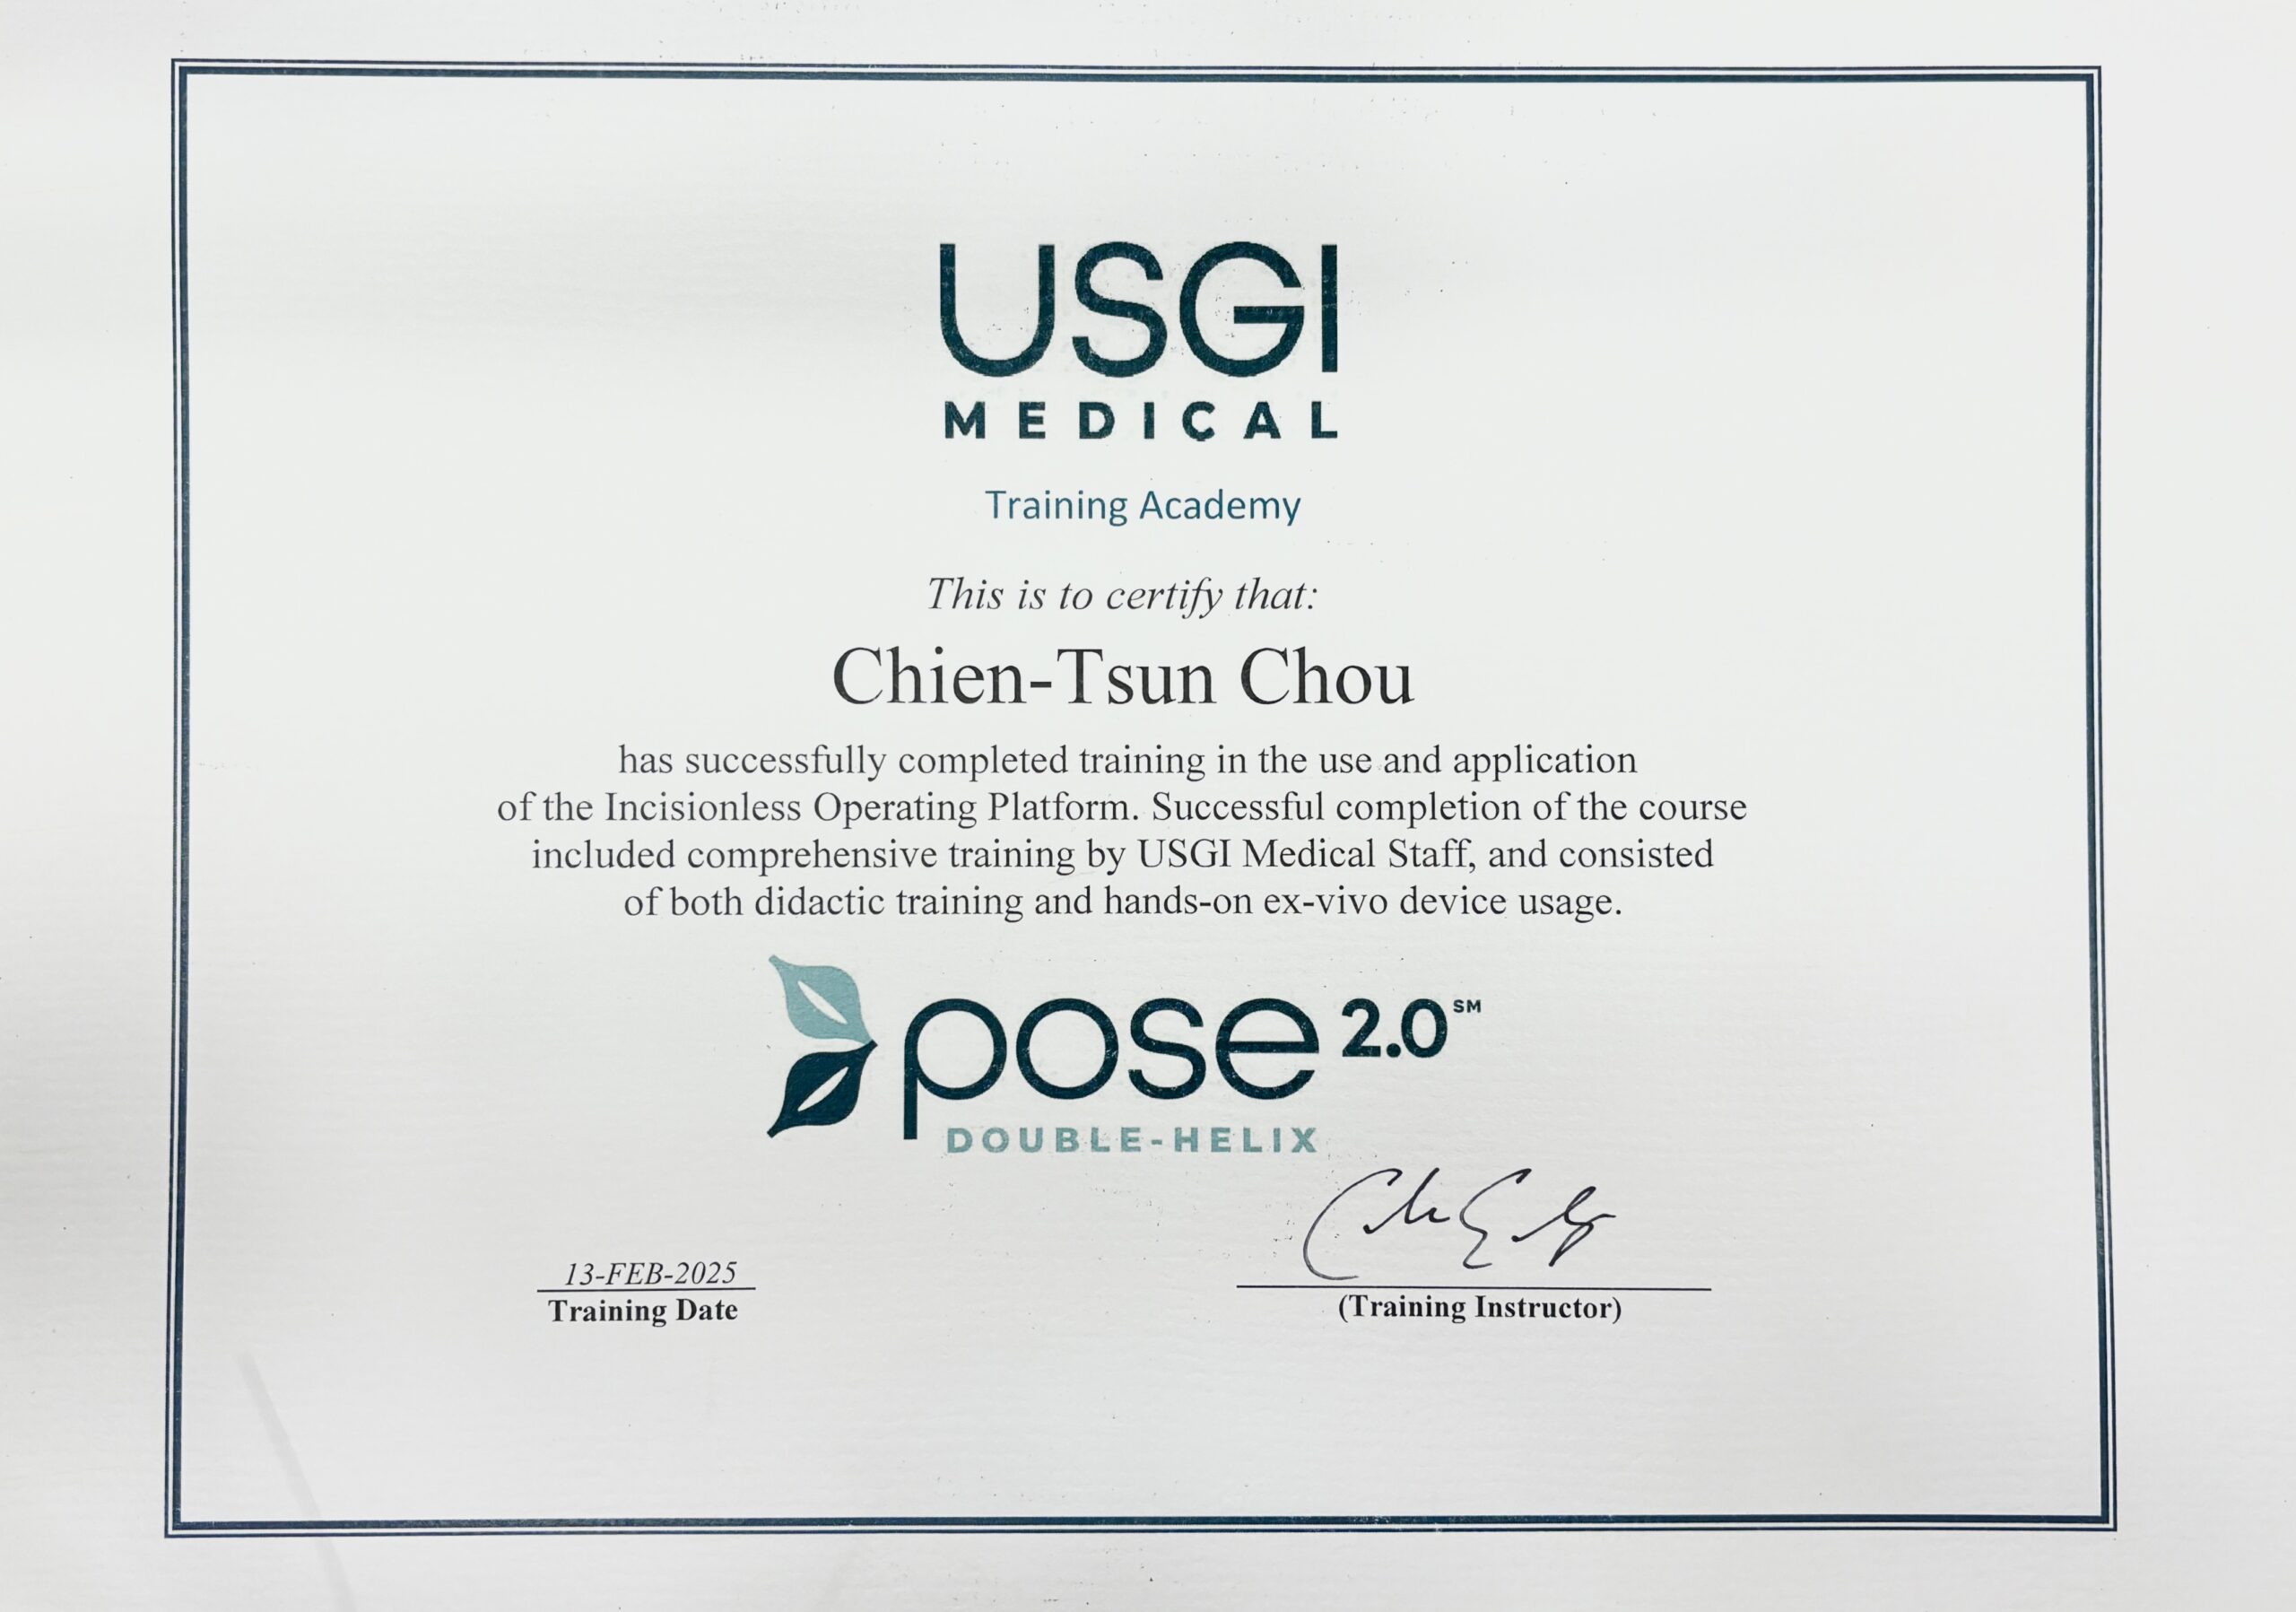 USGI
MEDICAL
Training Academy
This is to certify that:
Chien-Tsun Chou
has successfully completed training in the use and application
of the Incisionless Operating Platform. Successful completion of the course
included comprehensive training by USGI Medical Staff, and consisted
of both didactic training and hands-on ex-vivo device usage.
pose 2.0℠
DOUBLE-HELIX
13-FEB-2025
Training Date
(Training Instructor)